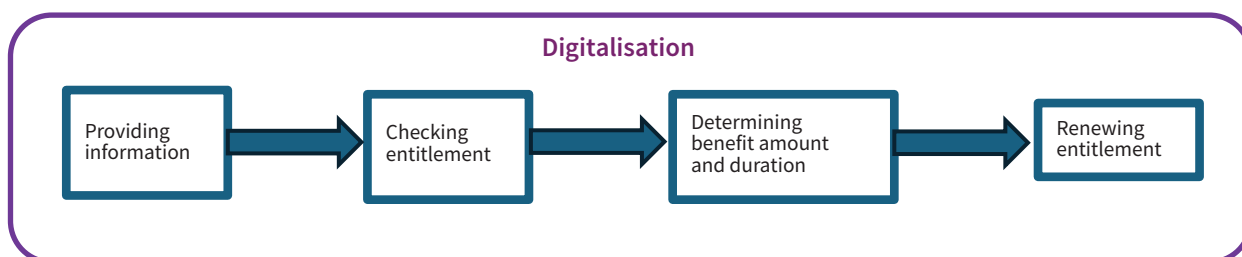 Digitalisation
Providing
information
Checking
entitlement
Determining
benefit amount
and duration
Renewing
entitlement